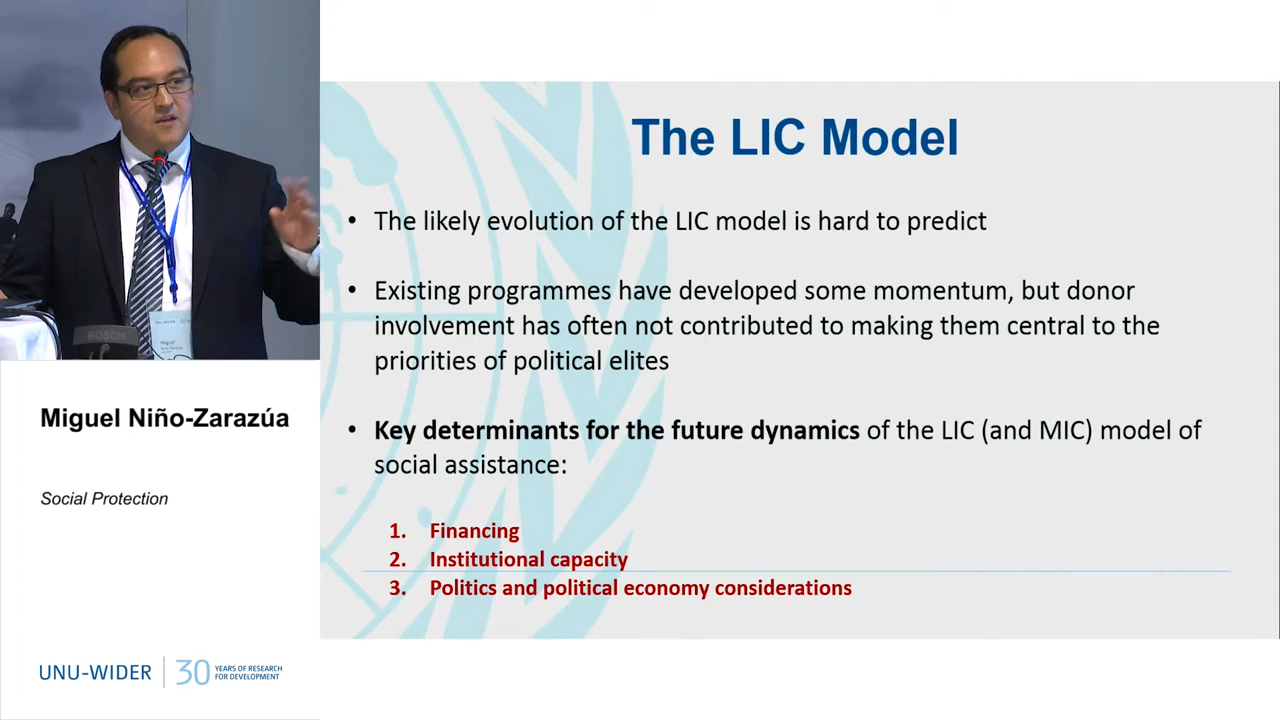 The LIC Model
• The likely evolution of the LIC model is hard to predict
• Existing programmes have developed some momentum, but donor
involvement has often not contributed to making them central to the
priorities of political elites
• Key determinants for the future dynamics of the LIC (and MIC) model of
social assistance:
1. Financing
2. Institutional capacity
3. Politics and political economy considerations
BOSCH
UNU-WIDER
Miguel
Miguel Niño-Zarazúa
Social Protection
UNU-WIDER
30 YEARS OF RESEARCH
FOR DEVELOPMENT